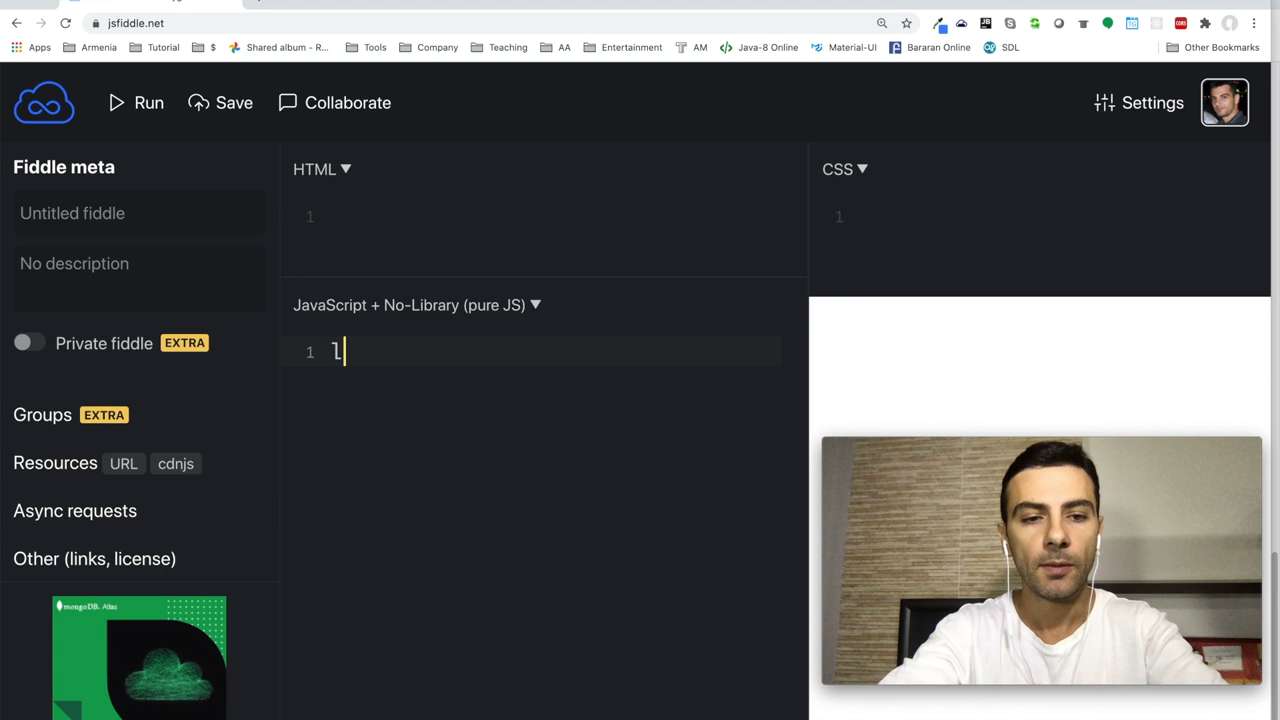 jsfiddle.net
Apps Armenia Tutorial $ Shared album - R... Tools Company Teaching AA Entertainment AM Java-8 Online Material-UI Bararan Online SDL Other Bookmarks
Run Save Collaborate Settings
Fiddle meta
HTML
CSS
Untitled fiddle
1
1
No description
JavaScript + No-Library (pure JS)
Private fiddle EXTRA
1 l
Groups EXTRA
Resources URL cdnjs
Async requests
Other (links, license)
mongoDB. Atlas